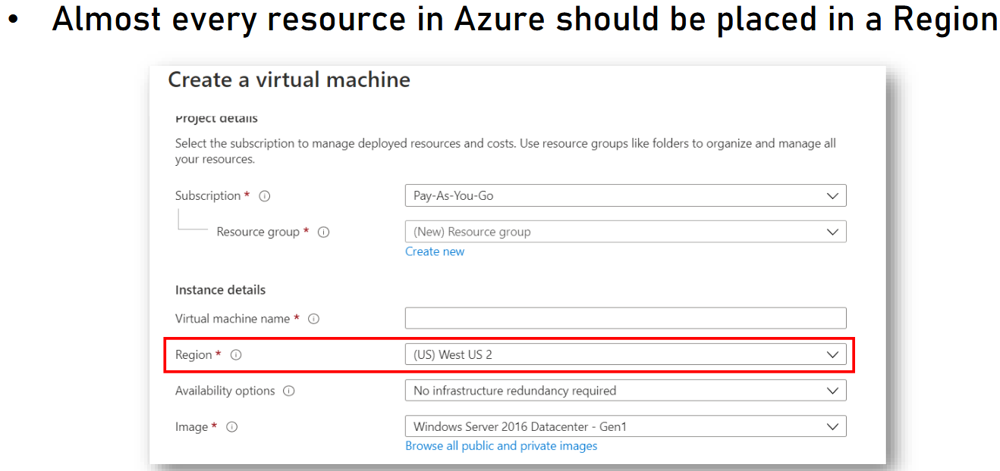 • Almost every resource in Azure should be placed in a Region
Create a virtual machine
Project details
Select the subscription to manage deployed resources and costs. Use resource groups like folders to organize and manage all
your resources.
Subscription *
Pay-As-You-Go
Resource group *
(New) Resource group
Create new
Instance details
Virtual machine name *
Region *
(US) West US 2
Availability options
No infrastructure redundancy required
Image *
Windows Server 2016 Datacenter - Gen1
Browse all public and private images